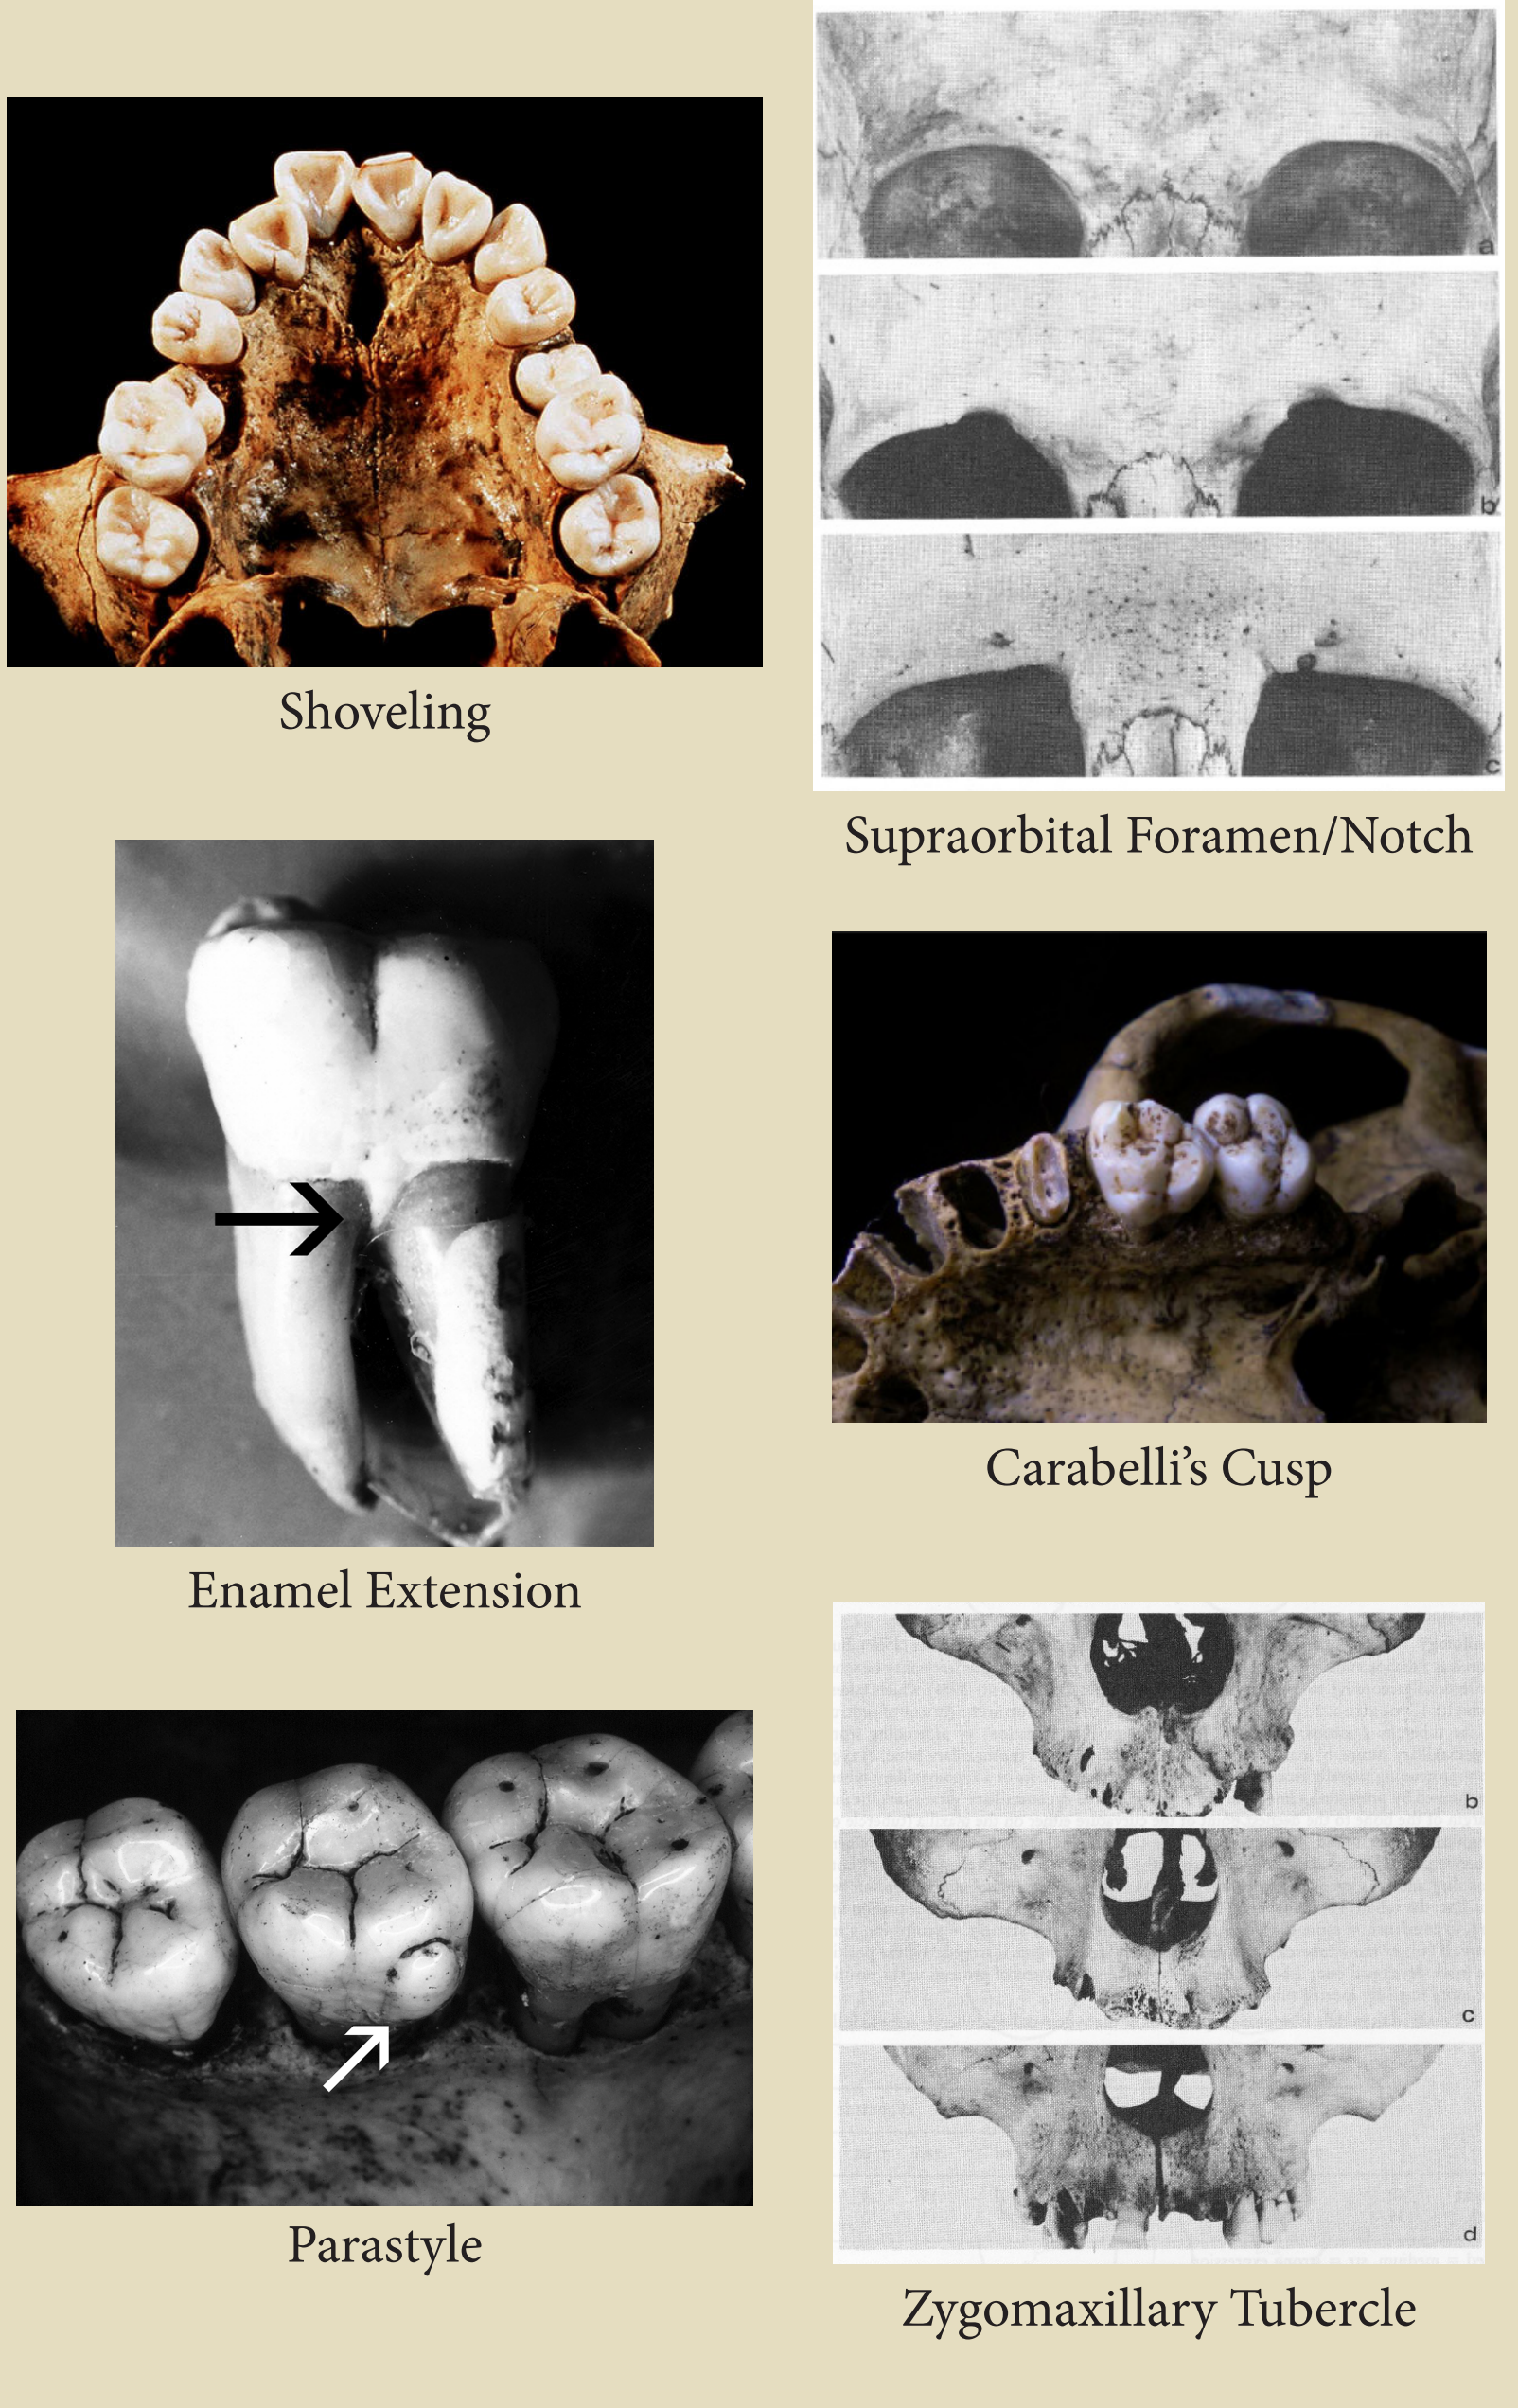 Shoveling
a
b
c
Supraorbital Foramen/Notch
Enamel Extension
Carabelli’s Cusp
Parastyle
b
c
d
Zygomaxillary Tubercle